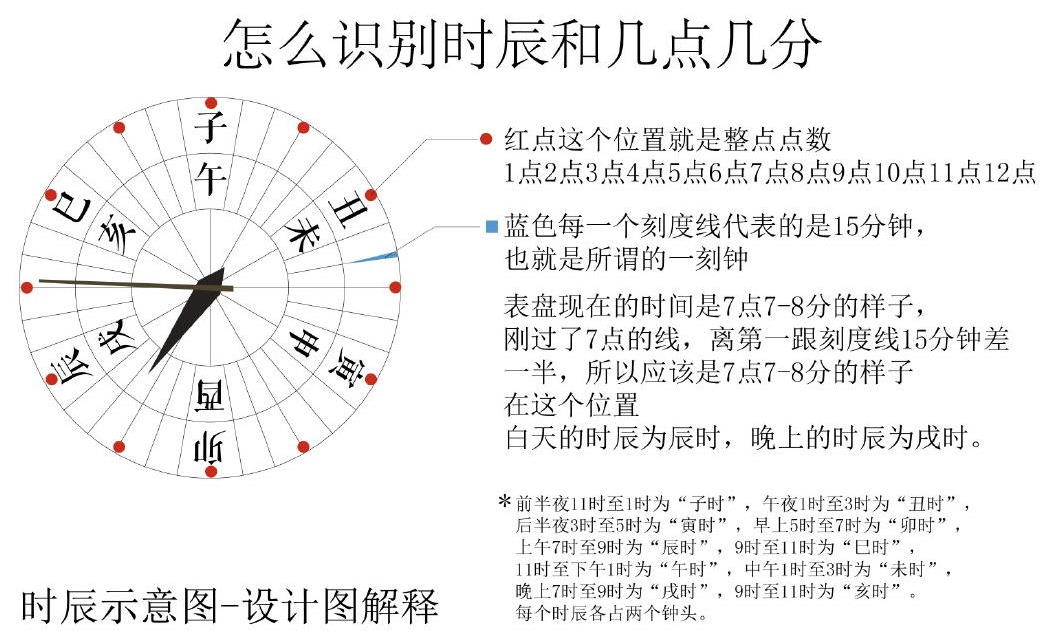 怎么识别时辰和几点几分
子
午
丑
未
寅
申
卯
酉
辰
戌
巳
亥
红点这个位置就是整点点数
1点2点3点4点5点6点7点8点9点10点11点12点
蓝色每一个刻度线代表的是15分钟，
也就是所谓的一刻钟
表盘现在的时间是7点7-8分的样子，
刚过了7点的线，离第一跟刻度线15分钟差
一半，所以应该是7点7-8分的样子
在这个位置
白天的时辰为辰时，晚上的时辰为戌时。
*前半夜11时至1时为“子时”，午夜1时至3时为“丑时”，
后半夜3时至5时为“寅时”，早上5时至7时为“卯时”，
上午7时至9时为“辰时”，9时至11时为“巳时”，
11时至下午1时为“午时”，中午1时至3时为“未时”，
晚上7时至9时为“戌时”，9时至11时为“亥时”。
每个时辰各占两个钟头。
时辰示意图-设计图解释